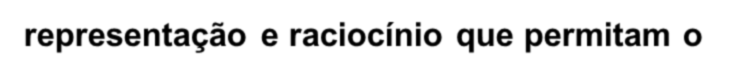 representação e raciocínio que permitam o